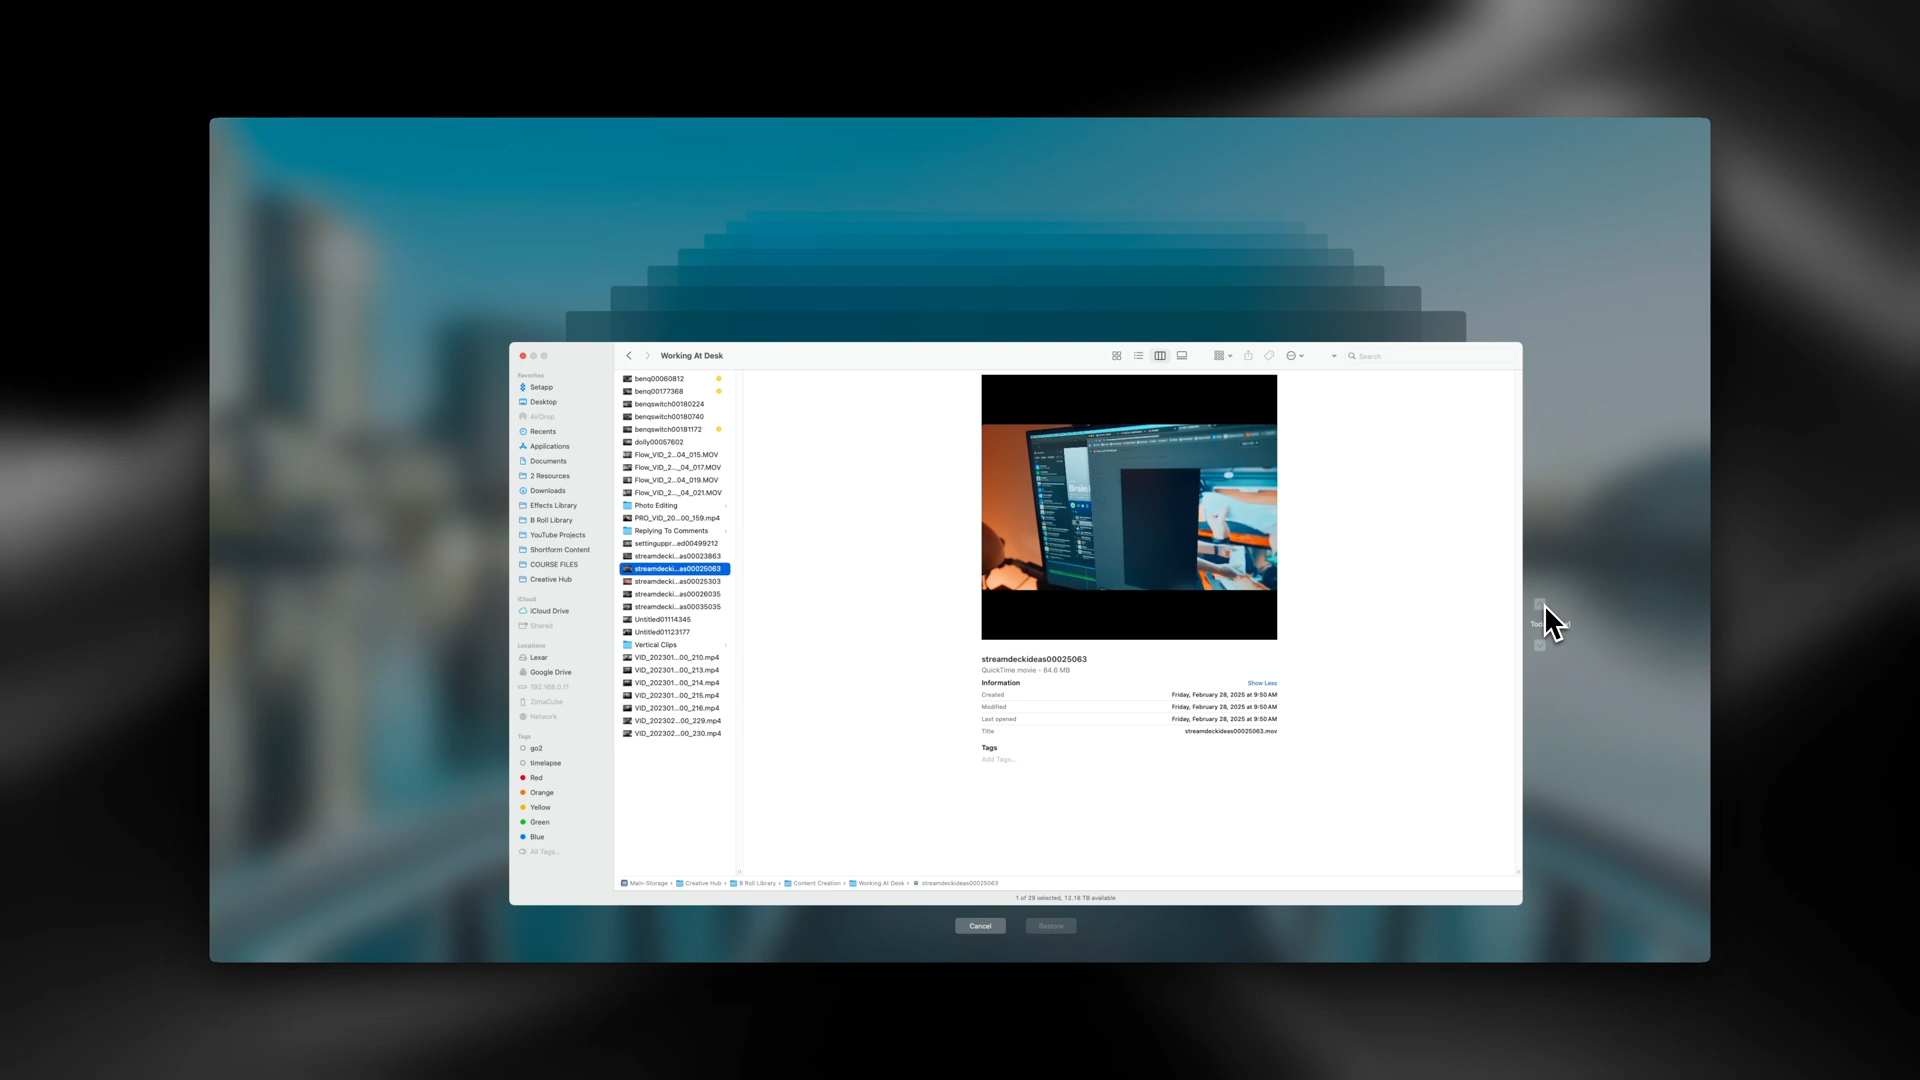 Working At Desk
Search
Favorites
Setapp
Desktop
AirDrop
Recents
Applications
Documents
2 Resources
Downloads
Effects Library
B Roll Library
YouTube Projects
Shortform Content
COURSE FILES
Creative Hub
iCloud
iCloud Drive
Shared
Locations
Lexar
Google Drive
192.168.0.11
ZimaCube
Network
Tags
go2
timelapse
Red
Orange
Yellow
Green
Blue
All Tags...
benq00060812
benq00177368
benqswitch00180224
benqswitch00180740
benqswitch00181172
dolly00057602
Flow_VID_2..._04_015.MOV
Flow_VID_2..._04_017.MOV
Flow_VID_2..._04_019.MOV
Flow_VID_2..._04_021.MOV
Photo Editing
PRO_VID_20...00_159.mp4
Replying To Comments
settinguppr...ed00499212
streamdecki...as00023863
streamdecki...as00025063
streamdecki...as00025303
streamdecki...as00026035
streamdecki...as00035035
Untitled01114345
Untitled01123177
Vertical Clips
VID_202301...00_210.mp4
VID_202301...00_213.mp4
VID_202301...00_214.mp4
VID_202301...00_215.mp4
VID_202301...00_216.mp4
VID_202302...00_229.mp4
VID_202302...00_230.mp4
streamdeckideas00025063
QuickTime movie - 84.6 MB
Information Show Less
Created Friday, February 28, 2025 at 9:50 AM
Modified Friday, February 28, 2025 at 9:50 AM
Last opened Friday, February 28, 2025 at 9:50 AM
Title streamdeckideas00025063.mov
Tags
Add Tags...
Main-Storage › Creative Hub › B Roll Library › Content Creation › Working At Desk › streamdeckideas00025063
1 of 29 selected, 12.18 TB available
Cancel Restore